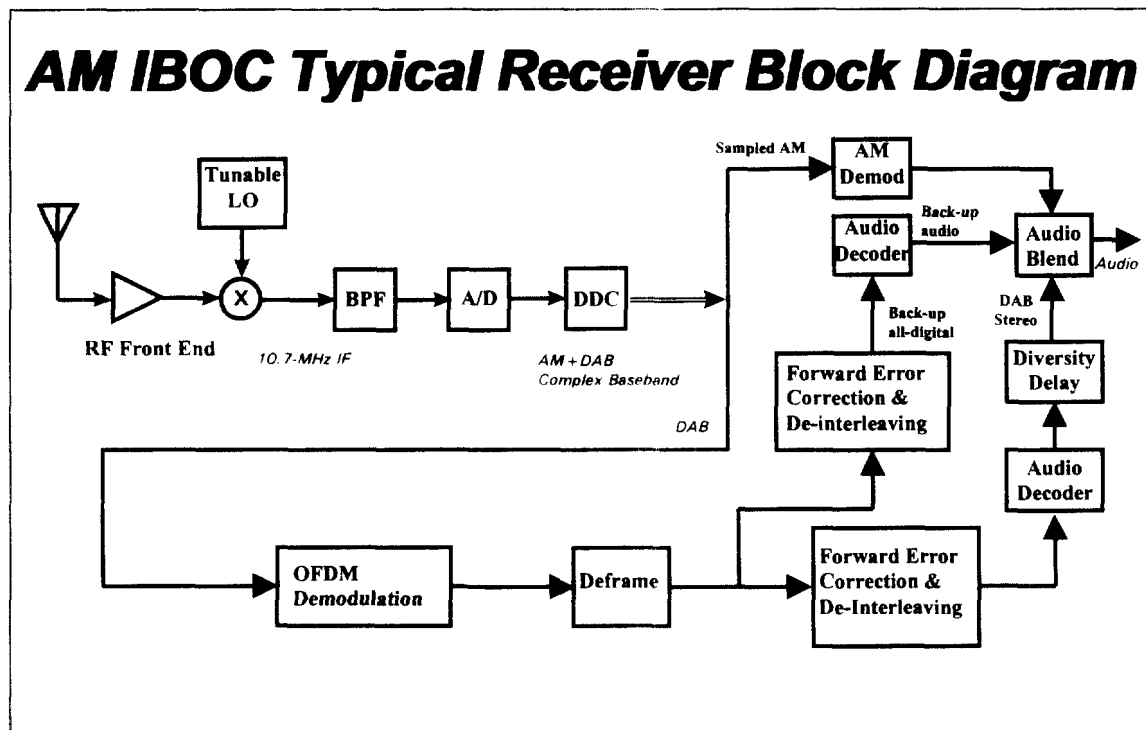 AM IBOC Typical Receiver Block Diagram
Tunable
LO
X
RF Front End
10.7-MHz IF
BPF
A/D
DDC
AM+DAB
Complex Baseband
DAB
Sampled AM
AM
Demod
Audio
Decoder
Back-up
audio
Audio
Blend
Audio
Back-up
all-digital
DAB
Stereo
Forward Error
Correction &
De-interleaving
Diversity
Delay
Audio
Decoder
OFDM
Demodulation
Deframe
Forward Error
Correction &
De-Interleaving